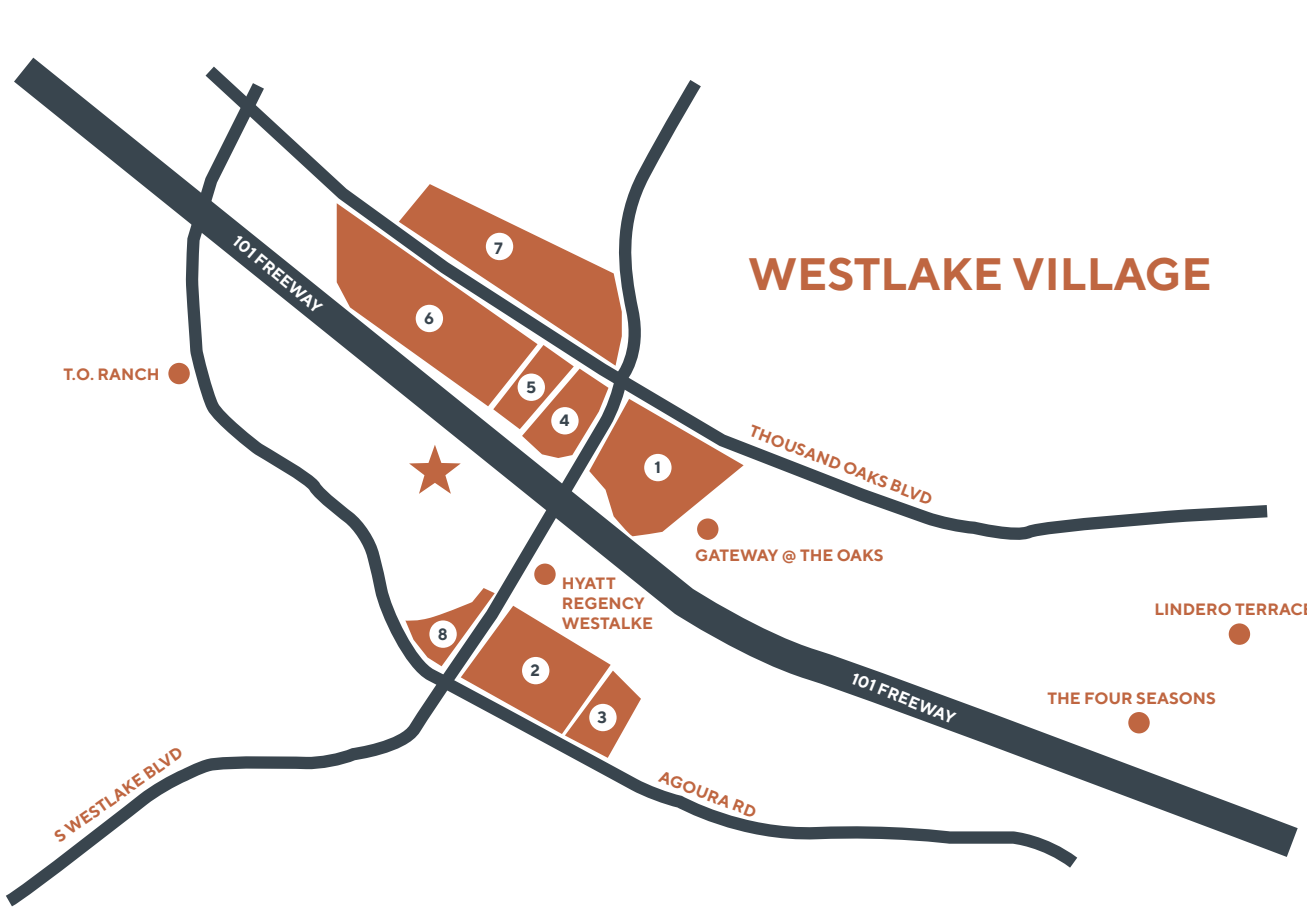 101 FREEWAY
7
WESTLAKE VILLAGE
6
T.O. RANCH
5
4
THOUSAND OAKS BLVD
1
GATEWAY @ THE OAKS
HYATT
REGENCY
WESTALKE
LINDERO TERRACE
8
2
101 FREEWAY
THE FOUR SEASONS
3
S WESTLAKE BLVD
AGOURA RD